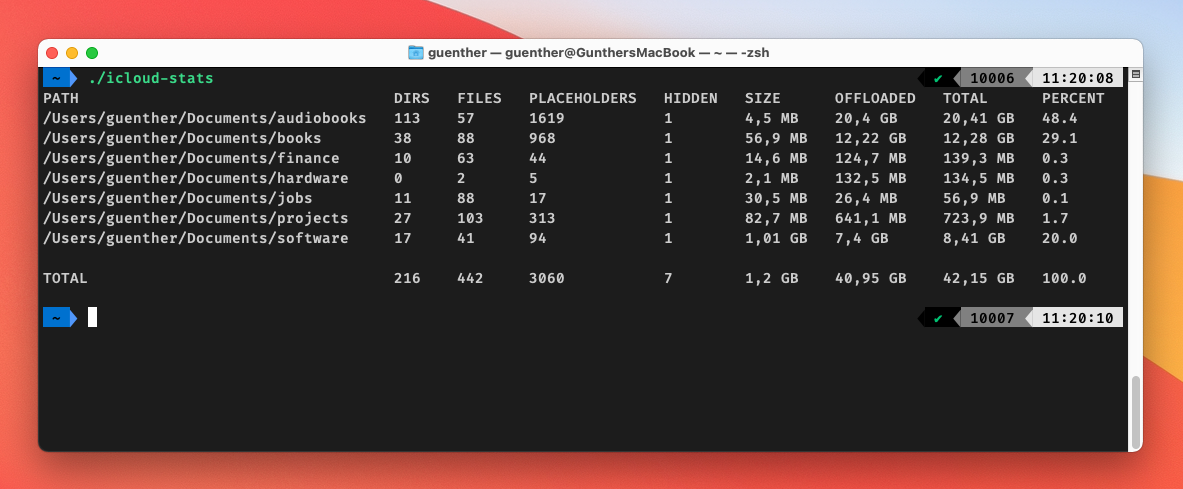 guenther — guenther@GunthersMacBook — ~ — -zsh
~ ./icloud-stats ✔ 10006 11:20:08
PATH DIRS FILES PLACEHOLDERS HIDDEN SIZE OFFLOADED TOTAL PERCENT
/Users/guenther/Documents/audiobooks 113 57 1619 1 4,5 MB 20,4 GB 20,41 GB 48.4
/Users/guenther/Documents/books 38 88 968 1 56,9 MB 12,22 GB 12,28 GB 29.1
/Users/guenther/Documents/finance 10 63 44 1 14,6 MB 124,7 MB 139,3 MB 0.3
/Users/guenther/Documents/hardware 0 2 5 1 2,1 MB 132,5 MB 134,5 MB 0.3
/Users/guenther/Documents/jobs 11 88 17 1 30,5 MB 26,4 MB 56,9 MB 0.1
/Users/guenther/Documents/projects 27 103 313 1 82,7 MB 641,1 MB 723,9 MB 1.7
/Users/guenther/Documents/software 17 41 94 1 1,01 GB 7,4 GB 8,41 GB 20.0
TOTAL 216 442 3060 7 1,2 GB 40,95 GB 42,15 GB 100.0
~ ✔ 10007 11:20:10